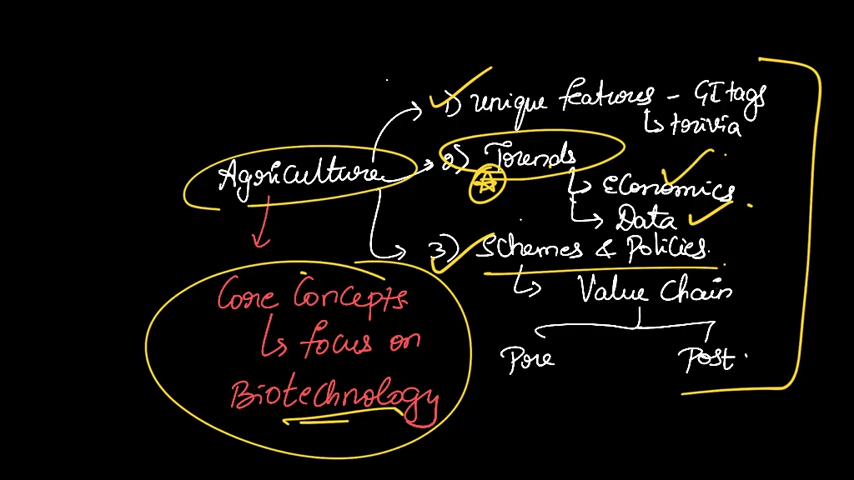 1) unique features - GI tags
↳ trivia
Agriculture
2) Trends
↳ Economics
↳ Data
3) Schemes & Policies.
↳ Value Chain
Pre
Post.
Core Concepts
↳ focus on
Biotechnology